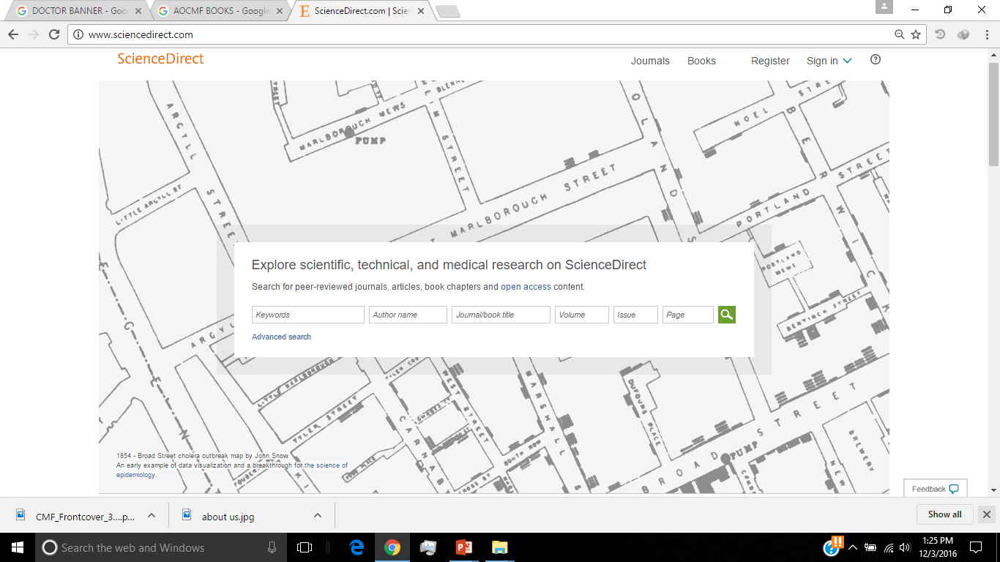 DOCTOR BANNER - Goo
AOCMF BOOKS - Google
ScienceDirect.com | Scie
www.sciencedirect.com
ScienceDirect
Journals
Books
Register
Sign in
ARGYLL
STREET
MARLBOROUGH MEWS
PUMP
STREET
NOEL
LITTLE ARGYLL ST
MARLBOROUGH STREET
PORTLAND STREET
PORTLAND
MEWS
BENTINCK STREET
Explore scientific, technical, and medical research on ScienceDirect
Search for peer-reviewed journals, articles, book chapters and open access content.
Keywords
Author name
Journal/book title
Volume
Issue
Page
Advanced search
LITTLE MARLBOROUGH
TYLER STREET
WEST STREET
DUFOURS PLACE
BROAD STREET
PUMP
BREWERY
1854 - Broad Street cholera outbreak map by John Snow.
An early example of data visualization and a breakthrough for the science of
epidemiology.
Feedback
CMF_Frontcover_3....p...
about us.jpg
Show all
Search the web and Windows
1:25 PM
12/3/2016